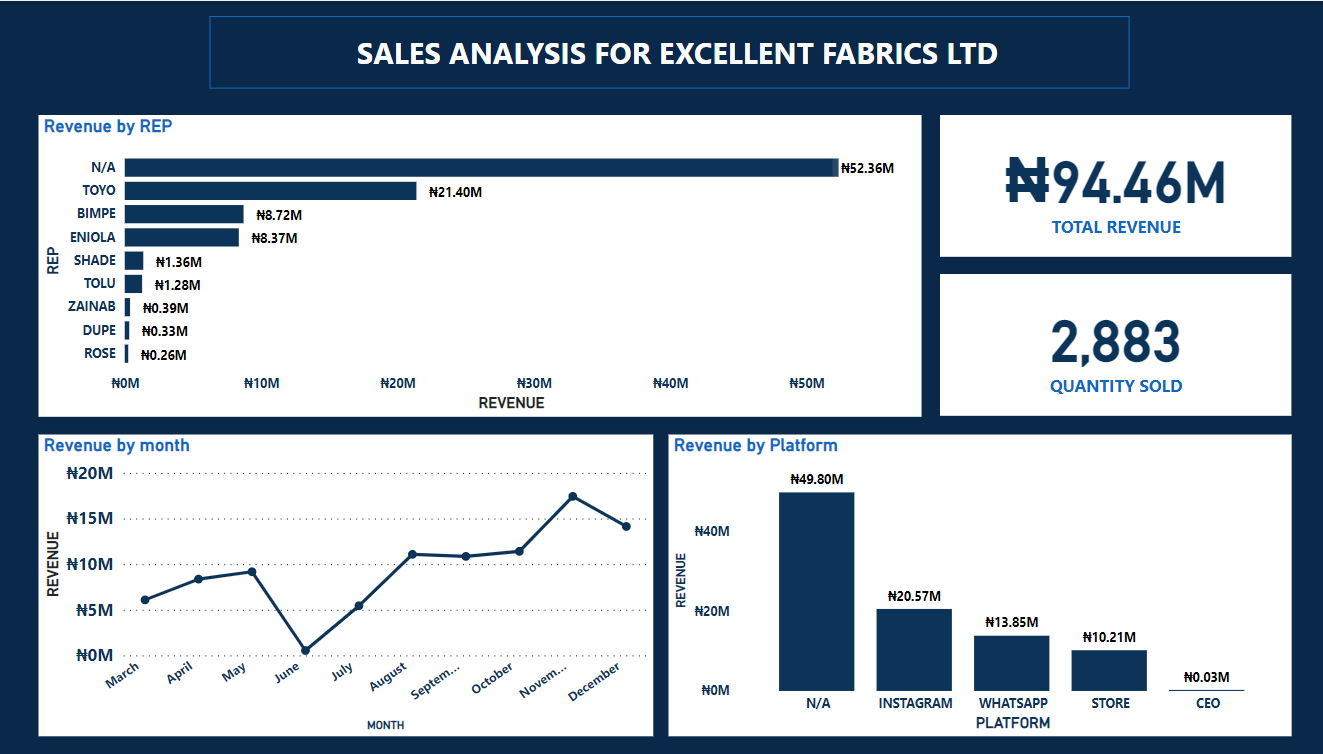 SALES ANALYSIS FOR EXCELLENT FABRICS LTD
Revenue by REP
REP
N/A ₦52.36M
TOYO ₦21.40M
BIMPE ₦8.72M
ENIOLA ₦8.37M
SHADE ₦1.36M
TOLU ₦1.28M
ZAINAB ₦0.39M
DUPE ₦0.33M
ROSE ₦0.26M
₦0M ₦10M ₦20M ₦30M ₦40M ₦50M
REVENUE
₦94.46M
TOTAL REVENUE
2,883
QUANTITY SOLD
Revenue by month
REVENUE
₦20M
₦15M
₦10M
₦5M
₦0M
March April May June July August Septem... October Novem... December
MONTH
Revenue by Platform
REVENUE
₦40M
₦20M
₦0M
₦49.80M
₦20.57M
₦13.85M
₦10.21M
₦0.03M
N/A INSTAGRAM WHATSAPP STORE CEO
PLATFORM